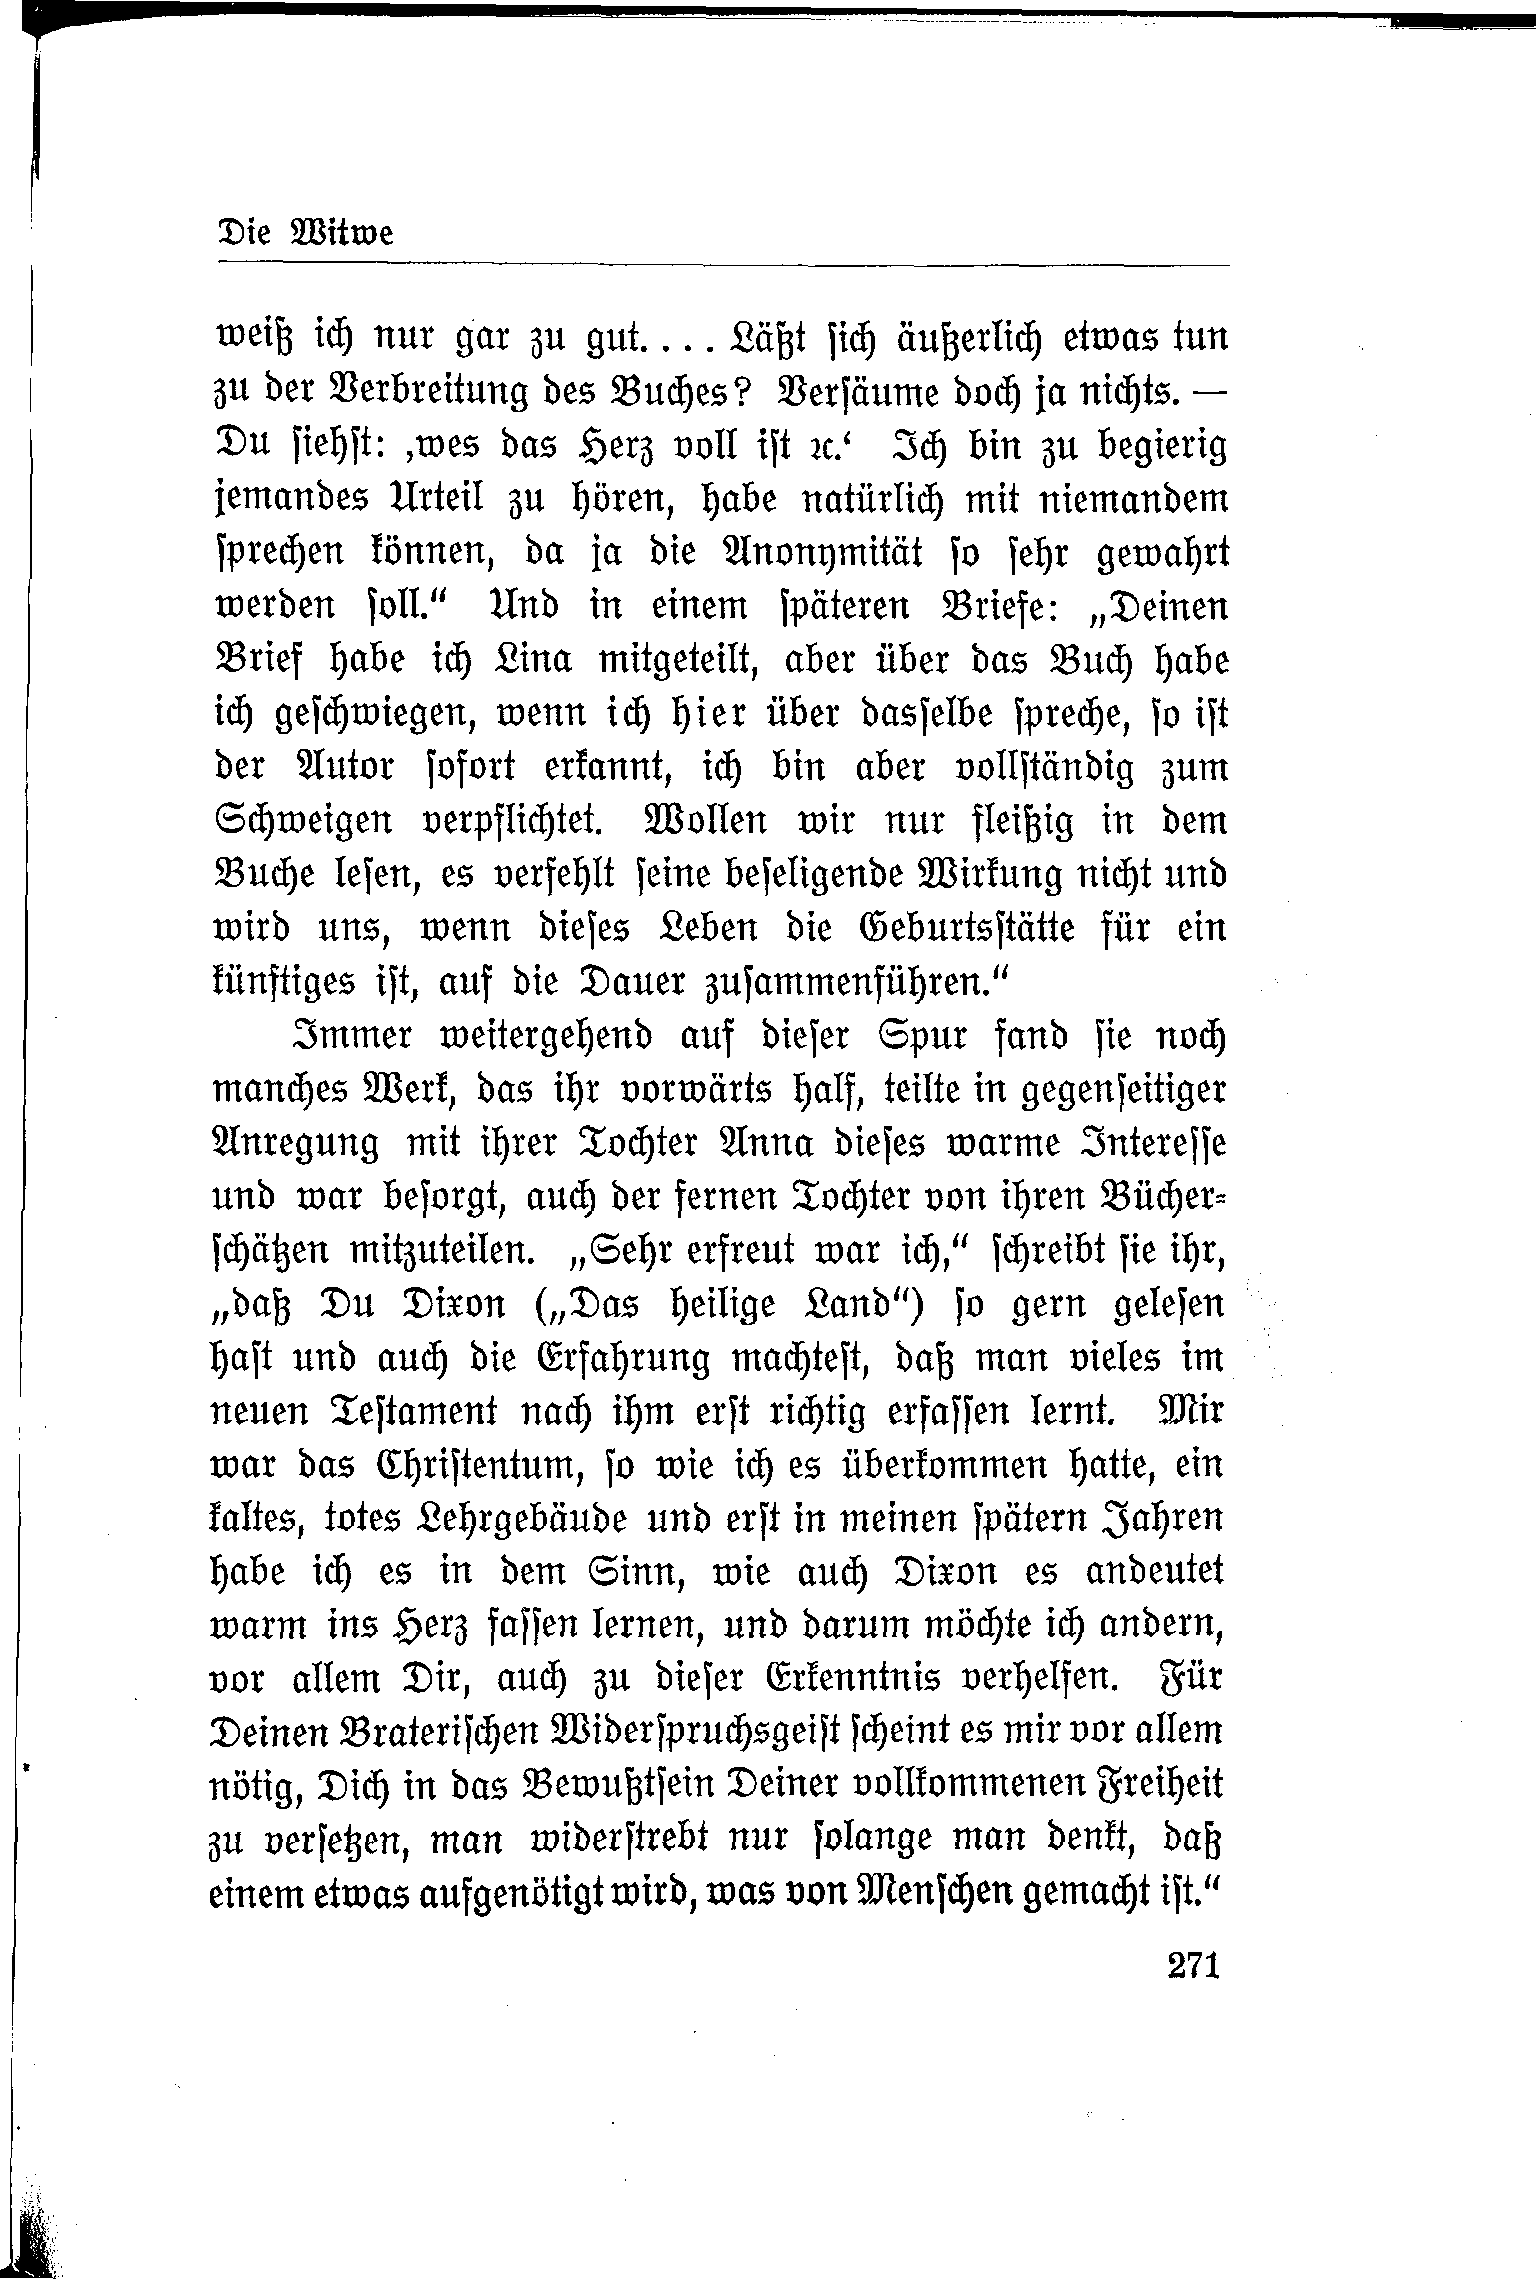 Die Witwe
weiß ich nur gar zu gut.... Läßt sich äußerlich etwas tun
zu der Verbreitung des Buches? Versäume doch ja nichts. —
Du siehst: ‚wes das Herz voll ist ꝛc.‘ Ich bin zu begierig
jemandes Urteil zu hören, habe natürlich mit niemandem
sprechen können, da ja die Anonymität so sehr gewahrt
werden soll.“ Und in einem späteren Briefe: „Deinen
Brief habe ich Lina mitgeteilt, aber über das Buch habe
ich geschwiegen, wenn ich hier über dasselbe spreche, so ist
der Autor sofort erkannt, ich bin aber vollständig zum
Schweigen verpflichtet. Wollen wir nur fleißig in dem
Buche lesen, es verfehlt seine beseligende Wirkung nicht und
wird uns, wenn dieses Leben die Geburtsstätte für ein
künftiges ist, auf die Dauer zusammenführen.“
Immer weitergehend auf dieser Spur fand sie noch
manches Werk, das ihr vorwärts half, teilte in gegenseitiger
Anregung mit ihrer Tochter Anna dieses warme Interesse
und war besorgt, auch der fernen Tochter von ihren Bücher-
schätzen mitzuteilen. „Sehr erfreut war ich,“ schreibt sie ihr,
„daß Du Dixon („Das heilige Land“) so gern gelesen
hast und auch die Erfahrung machtest, daß man vieles im
neuen Testament nach ihm erst richtig erfassen lernt. Mir
war das Christentum, so wie ich es überkommen hatte, ein
kaltes, totes Lehrgebäude und erst in meinen spätern Jahren
habe ich es in dem Sinn, wie auch Dixon es andeutet
warm ins Herz fassen lernen, und darum möchte ich andern,
vor allem Dir, auch zu dieser Erkenntnis verhelfen. Für
Deinen Braterischen Widerspruchsgeist scheint es mir vor allem
nötig, Dich in das Bewußtsein Deiner vollkommenen Freiheit
zu versetzen, man widerstrebt nur solange man denkt, daß
einem etwas aufgenötigt wird, was von Menschen gemacht ist.“
271